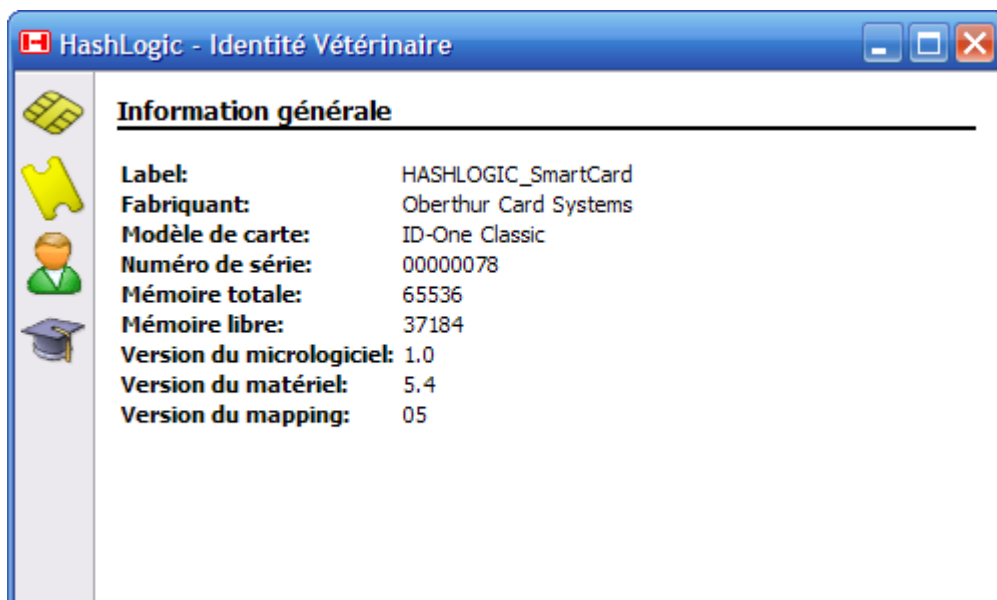 HashLogic - Identité Vétérinaire
Information générale
Label: HASHLOGIC_SmartCard
Fabriquant: Oberthur Card Systems
Modèle de carte: ID-One Classic
Numéro de série: 00000078
Mémoire totale: 65536
Mémoire libre: 37184
Version du micrologiciel: 1.0
Version du matériel: 5.4
Version du mapping: 05